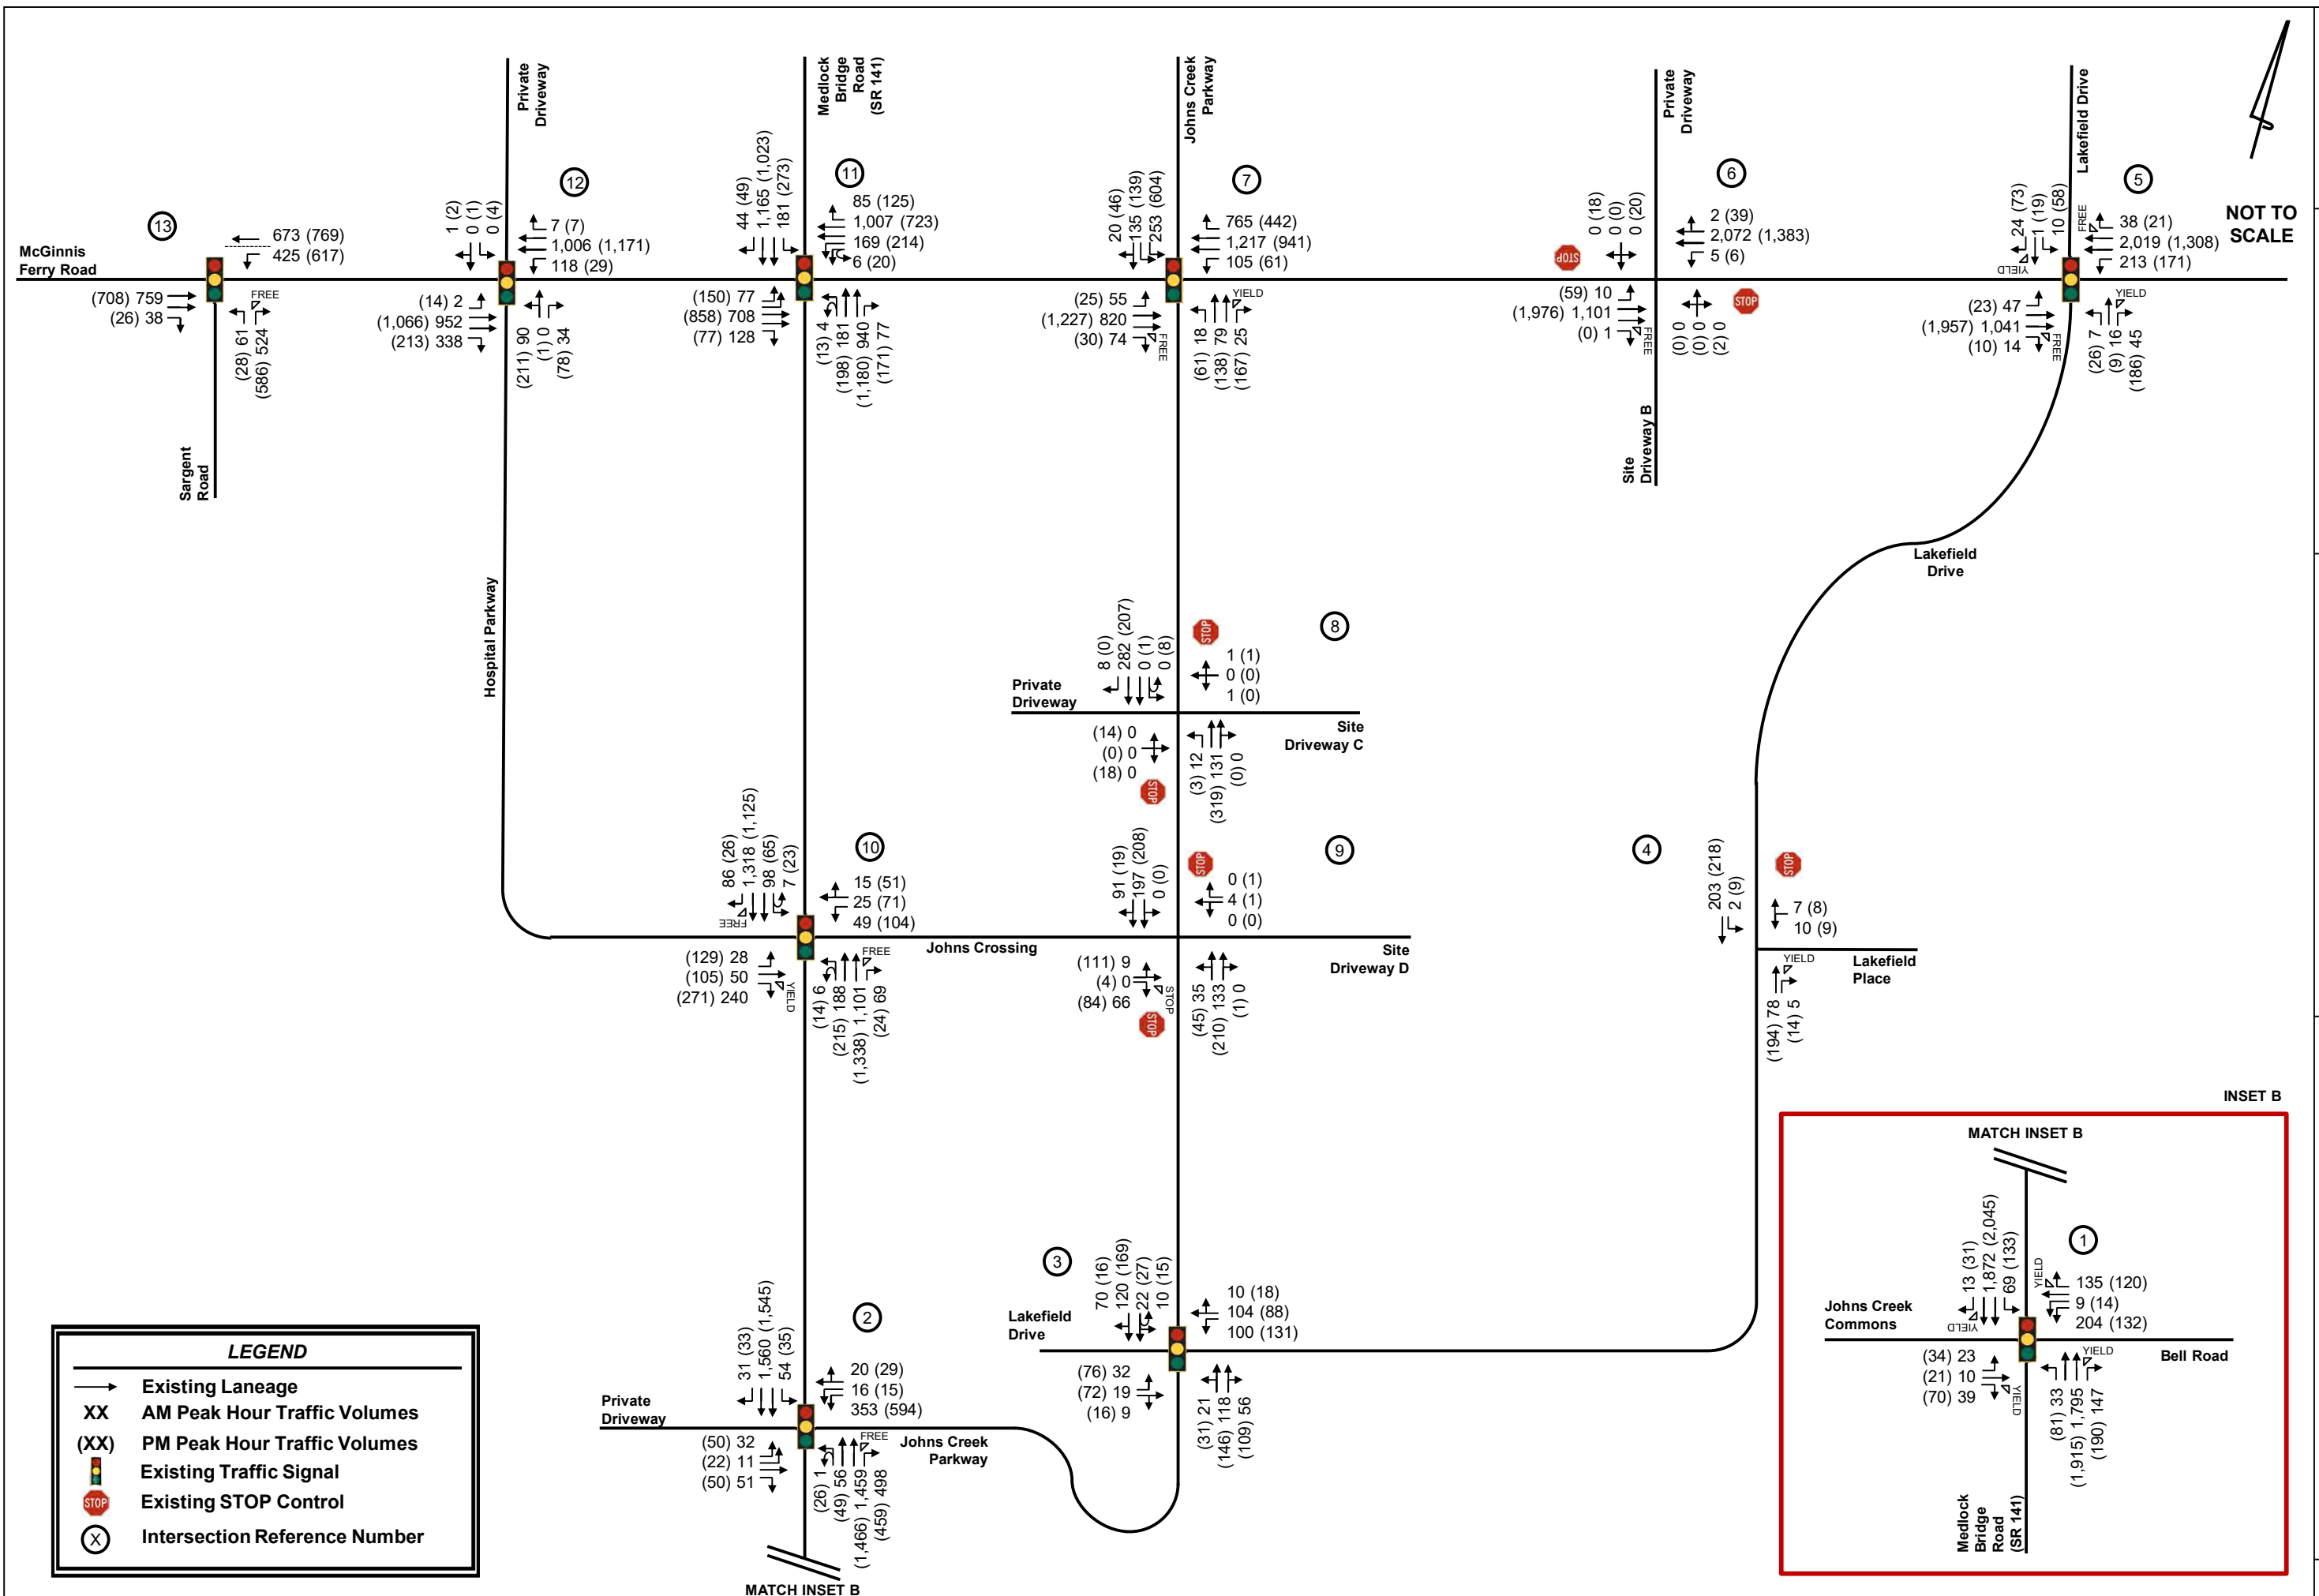 Private
Driveway
Medlock
Bridge
Road
(SR 141)
Johns Creek
Parkway
Private
Driveway
Lakefield Drive
NOT TO
SCALE
13
673 (769)
425 (617)
McGinnis
Ferry Road
(708) 759
(26) 38
FREE
(28) 61
(586) 524
Sargent
Road
12
1 (2)
0 (1)
0 (4)
7 (7)
1,006 (1,171)
118 (29)
(14) 2
(1,066) 952
(213) 338
(211) 90
(1) 0
(78) 34
Hospital Parkway
11
44 (49)
1,165 (1,023)
181 (273)
85 (125)
1,007 (723)
169 (214)
6 (20)
(150) 77
(858) 708
(77) 128
(13) 4
(198) 181
(1,180) 940
(171) 77
7
20 (46)
135 (139)
253 (604)
765 (442)
1,217 (941)
105 (61)
(25) 55
(1,227) 820
(30) 74
FREE
YIELD
(61) 18
(138) 79
(167) 25
6
STOP
0 (18)
0 (0)
0 (20)
2 (39)
2,072 (1,383)
5 (6)
(59) 10
(1,976) 1,101
(0) 1
FREE
STOP
(0) 0
(0) 0
(2) 0
Site
Driveway B
5
24 (73)
1 (19)
10 (58)
YIELD
FREE
38 (21)
2,019 (1,308)
213 (171)
(23) 47
(1,957) 1,041
(10) 14
FREE
YIELD
(226) 7
(9) 16
(186) 45
Lakefield
Drive
8
8 (0)
282 (207)
0 (1)
0 (8)
STOP
1 (1)
0 (0)
1 (0)
Private
Driveway
Site
Driveway C
(14) 0
(0) 0
(18) 0
STOP
(3) 12
(319) 131
(0) 0
10
86 (26)
1,318 (1,125)
98 (65)
7 (23)
FREE
15 (51)
25 (71)
49 (104)
Johns Crossing
(129) 28
(105) 50
(271) 240
YIELD
FREE
(14) 6
(215) 188
(1,338) 1,101
(24) 69
9
91 (19)
197 (208)
0 (0)
STOP
0 (1)
4 (1)
0 (0)
Site
Driveway D
(111) 9
(4) 0
(84) 66
STOP
STOP
(45) 35
(210) 133
(1) 0
4
203 (218)
2 (9)
STOP
7 (8)
10 (9)
Lakefield
Place
YIELD
(194) 78
(14) 5
3
70 (16)
120 (169)
22 (27)
10 (15)
10 (18)
104 (88)
100 (131)
Lakefield
Drive
(76) 32
(72) 19
(16) 9
(31) 21
(146) 118
(109) 56
2
31 (33)
1,560 (1,545)
54 (35)
20 (29)
16 (15)
353 (594)
Private
Driveway
Johns Creek
Parkway
(50) 32
(22) 11
(50) 51
FREE
(26) 1
(49) 56
(1,466) 1,459
(459) 498
MATCH INSET B
INSET B
MATCH INSET B
1
13 (31)
1,872 (2,045)
69 (133)
YIELD
YIELD
135 (120)
9 (14)
204 (132)
Johns Creek
Commons
Bell Road
(34) 23
(21) 10
(70) 39
YIELD
YIELD
(81) 33
(1,915) 1,795
(190) 147
Medlock
Bridge
Road
(SR 141)
LEGEND
Existing Laneage
XX AM Peak Hour Traffic Volumes
(XX) PM Peak Hour Traffic Volumes
Existing Traffic Signal
STOP Existing STOP Control
X Intersection Reference Number